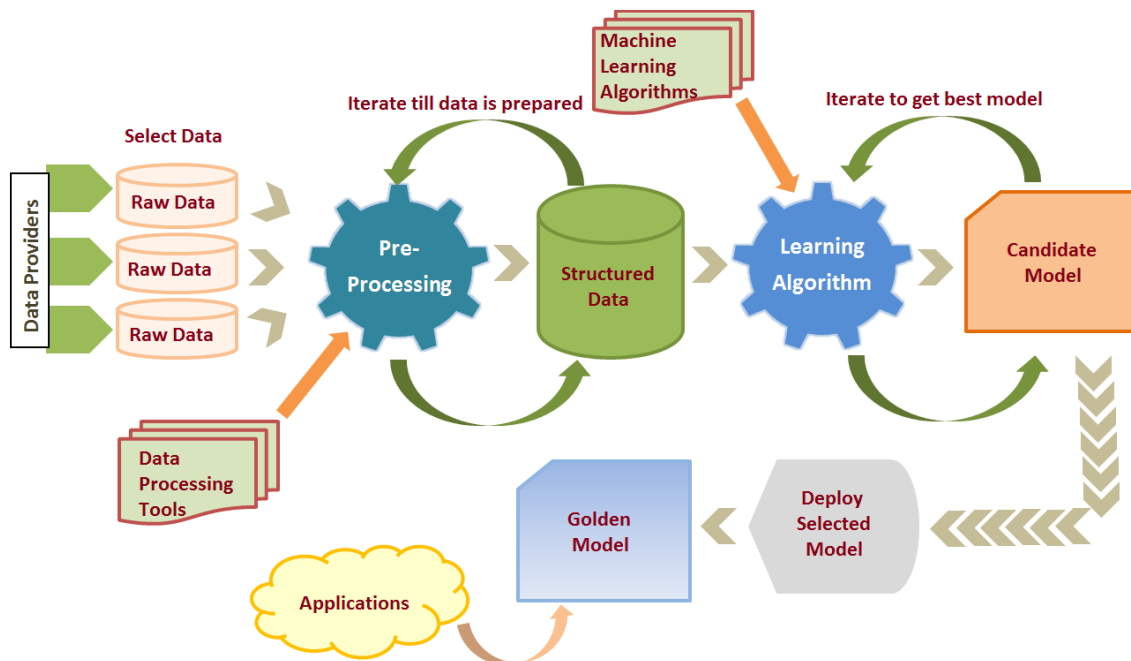 Machine
Learning
Algorithms
Iterate till data is prepared
Iterate to get best model
Select Data
Data Providers
Raw Data
Raw Data
Raw Data
Pre-
Processing
Structured
Data
Learning
Algorithm
Candidate
Model
Data
Processing
Tools
Golden
Model
Deploy
Selected
Model
Applications